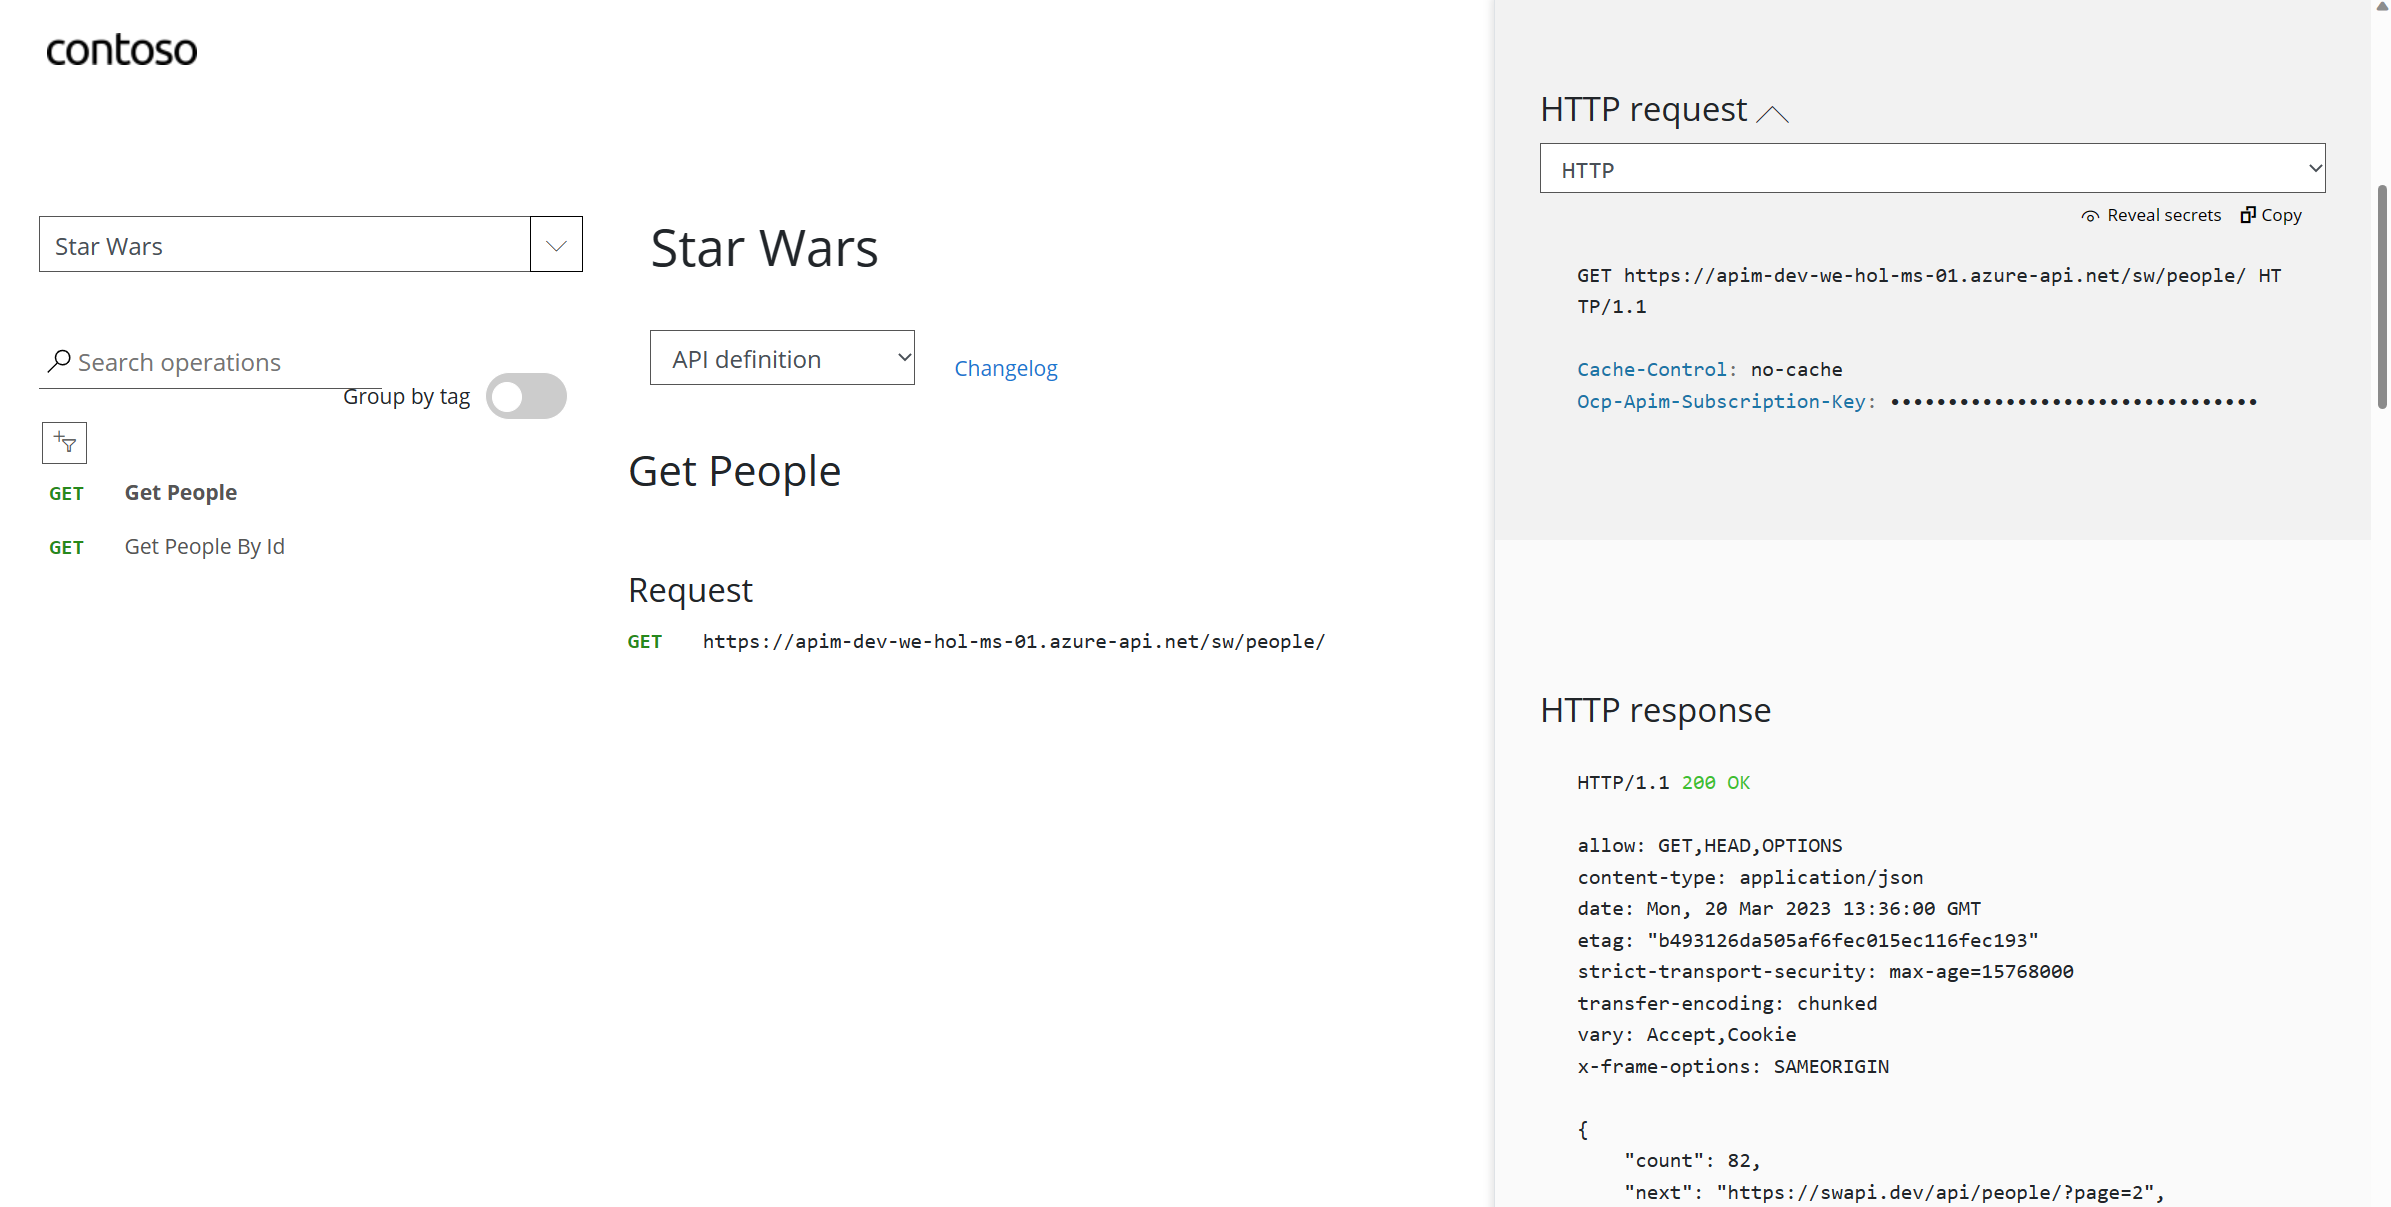 contoso
Star Wars
Search operations
Group by tag
GET Get People
GET Get People By Id
Star Wars
API definition
Changelog
Get People
Request
GET https://apim-dev-we-hol-ms-01.azure-api.net/sw/people/
HTTP request
HTTP
Reveal secrets Copy
GET https://apim-dev-we-hol-ms-01.azure-api.net/sw/people/ HT
TP/1.1
Cache-Control: no-cache
Ocp-Apim-Subscription-Key: ••••••••••••••••••••••••••••••••
HTTP response
HTTP/1.1 200 OK
allow: GET,HEAD,OPTIONS
content-type: application/json
date: Mon, 20 Mar 2023 13:36:00 GMT
etag: "b493126da505af6fec015ec116fec193"
strict-transport-security: max-age=15768000
transfer-encoding: chunked
vary: Accept,Cookie
x-frame-options: SAMEORIGIN
{
"count": 82,
"next": "https://swapi.dev/api/people/?page=2",